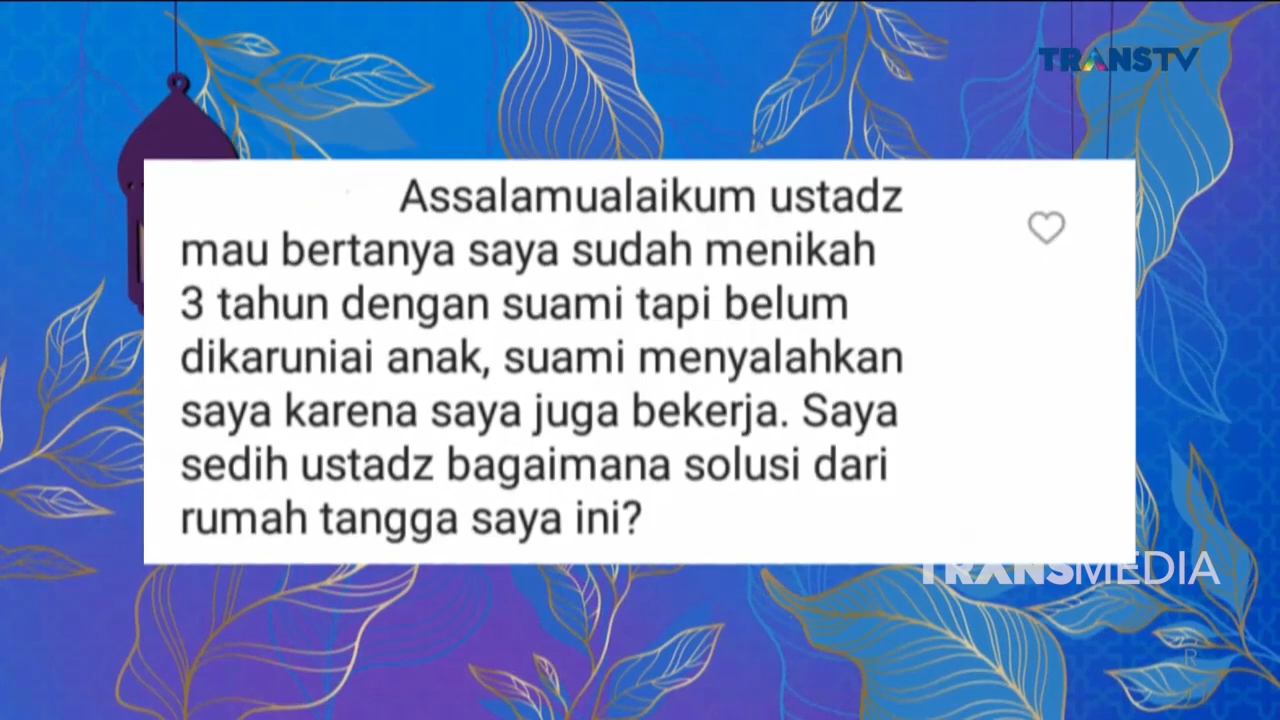 TRANSTV
Assalamualaikum ustadz
mau bertanya saya sudah menikah
3 tahun dengan suami tapi belum
dikaruniai anak, suami menyalahkan
saya karena saya juga bekerja. Saya
sedih ustadz bagaimana solusi dari
rumah tangga saya ini?
TRANSMEDIA
R